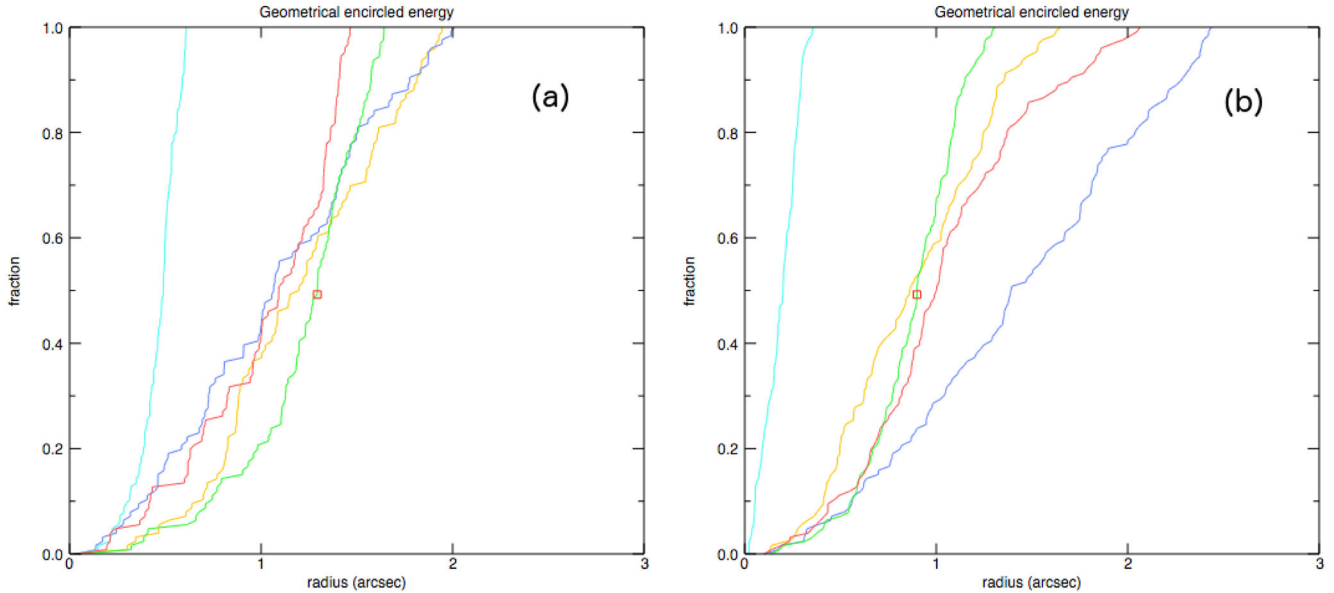 Geometrical encircled energy
1.0
0.8
0.6
0.4
0.2
0.0
fraction
(a)
0
1
2
3
radius (arcsec)
Geometrical encircled energy
1.0
0.8
0.6
0.4
0.2
0.0
fraction
(b)
0
1
2
3
radius (arcsec)